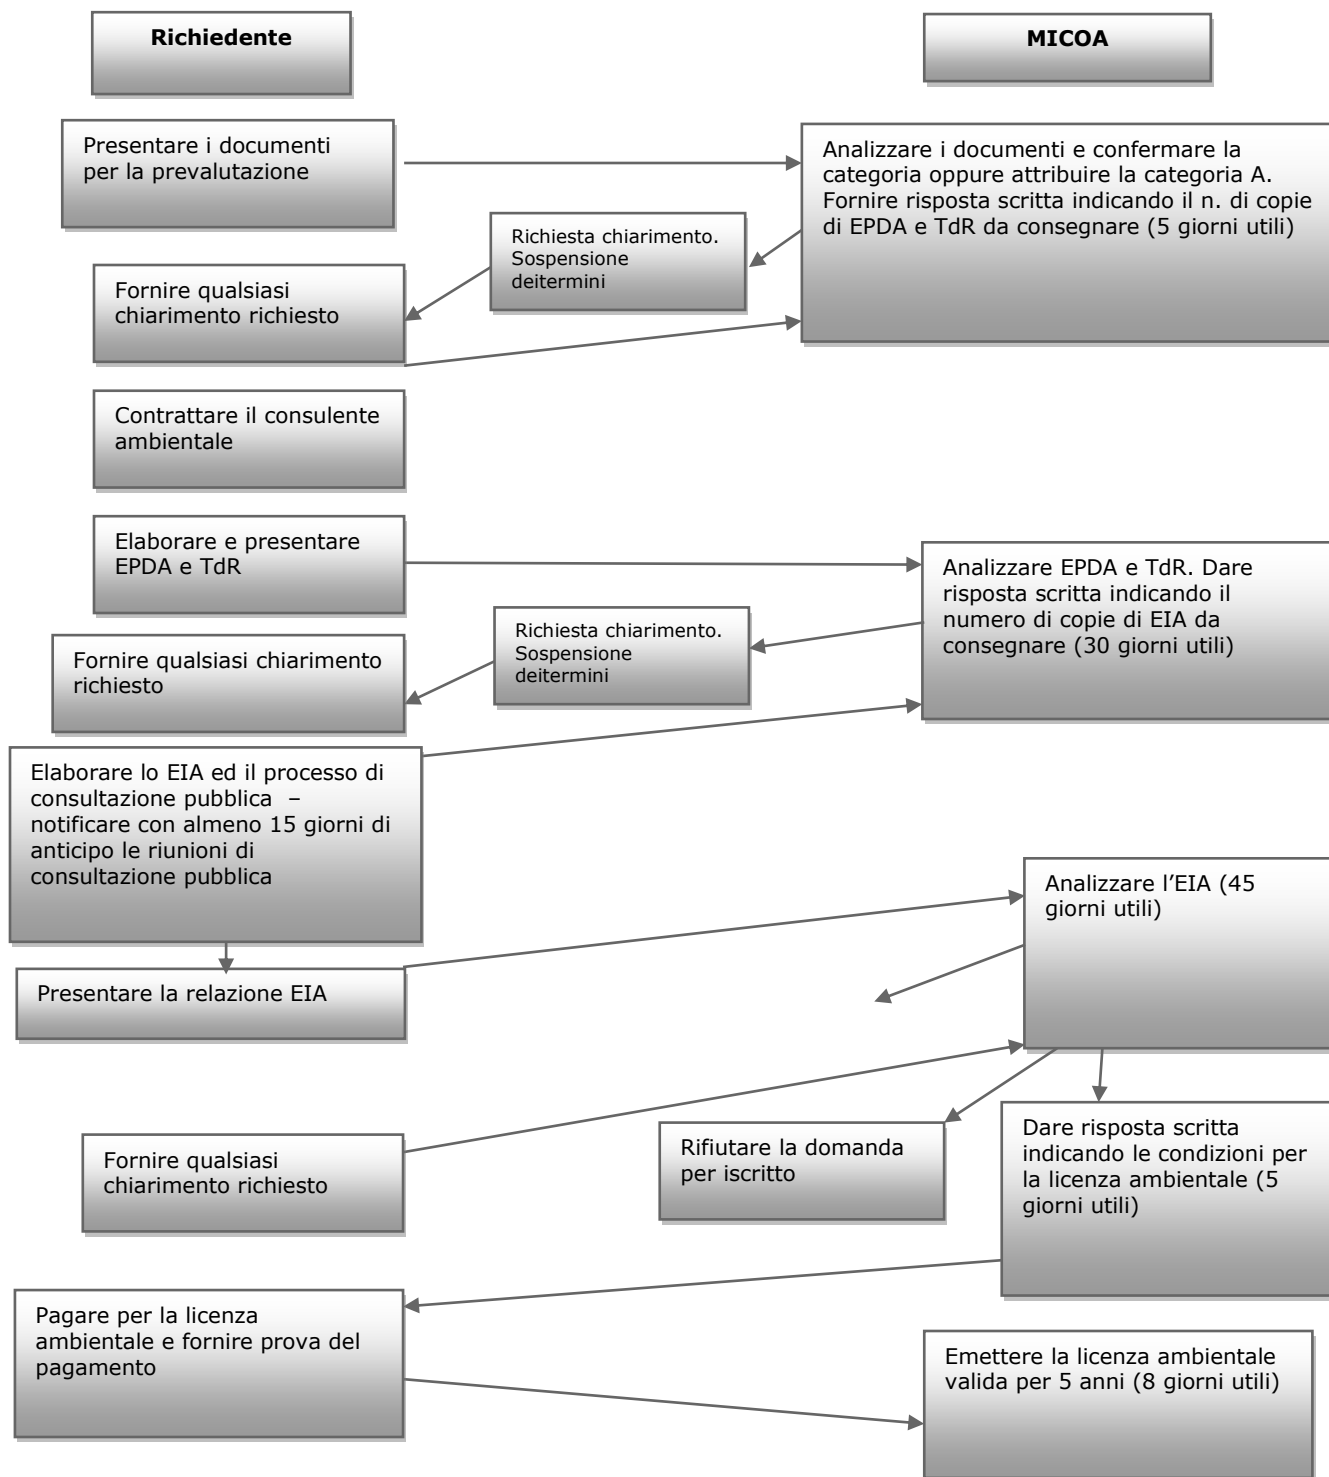 Richiedente
MICOA
Presentare i documenti
per la prevalutazione
Analizzare i documenti e confermare la
categoria oppure attribuire la categoria A.
Fornire risposta scritta indicando il n. di copie
di EPDA e TdR da consegnare (5 giorni utili)
Richiesta chiarimento.
Sospensione
deitermini
Fornire qualsiasi
chiarimento richiesto
Contrattare il consulente
ambientale
Elaborare e presentare
EPDA e TdR
Analizzare EPDA e TdR. Dare
risposta scritta indicando il
numero di copie di EIA da
consegnare (30 giorni utili)
Richiesta chiarimento.
Sospensione
deitermini
Fornire qualsiasi chiarimento
richiesto
Elaborare lo EIA ed il processo di
consultazione pubblica –
notificare con almeno 15 giorni di
anticipo le riunioni di
consultazione pubblica
Analizzare l’EIA (45
giorni utili)
Presentare la relazione EIA
Fornire qualsiasi
chiarimento richiesto
Rifiutare la domanda
per iscritto
Dare risposta scritta
indicando le condizioni per
la licenza ambientale (5
giorni utili)
Pagare per la licenza
ambientale e fornire prova del
pagamento
Emettere la licenza ambientale
valida per 5 anni (8 giorni utili)